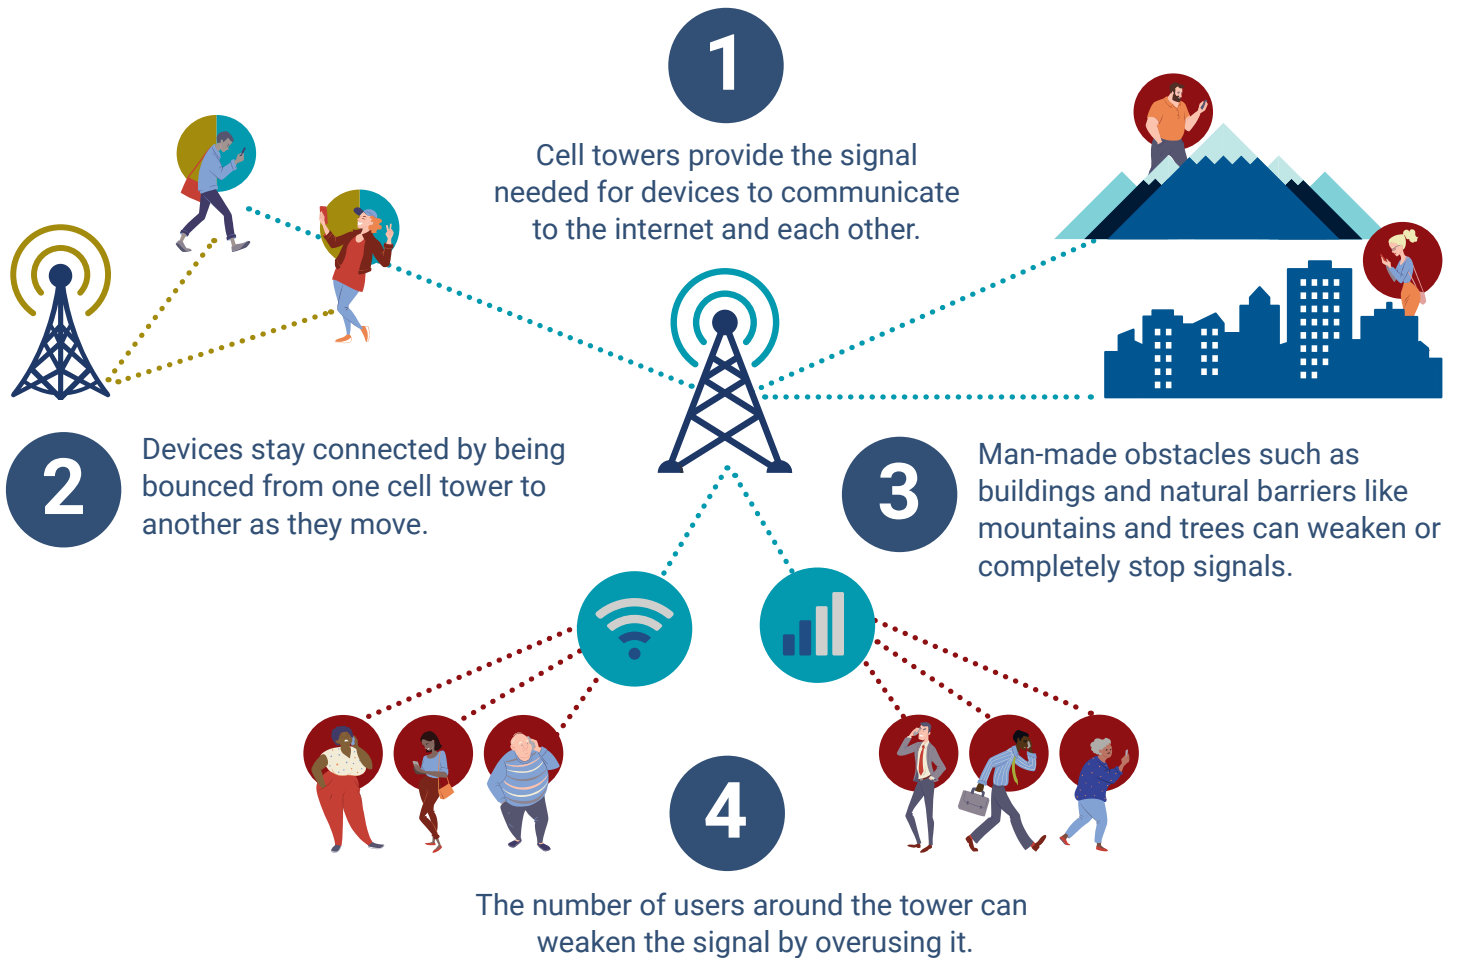 1
Cell towers provide the signal
needed for devices to communicate
to the internet and each other.
2
Devices stay connected by being
bounced from one cell tower to
another as they move.
3
Man-made obstacles such as
buildings and natural barriers like
mountains and trees can weaken or
completely stop signals.
4
The number of users around the tower can
weaken the signal by overusing it.